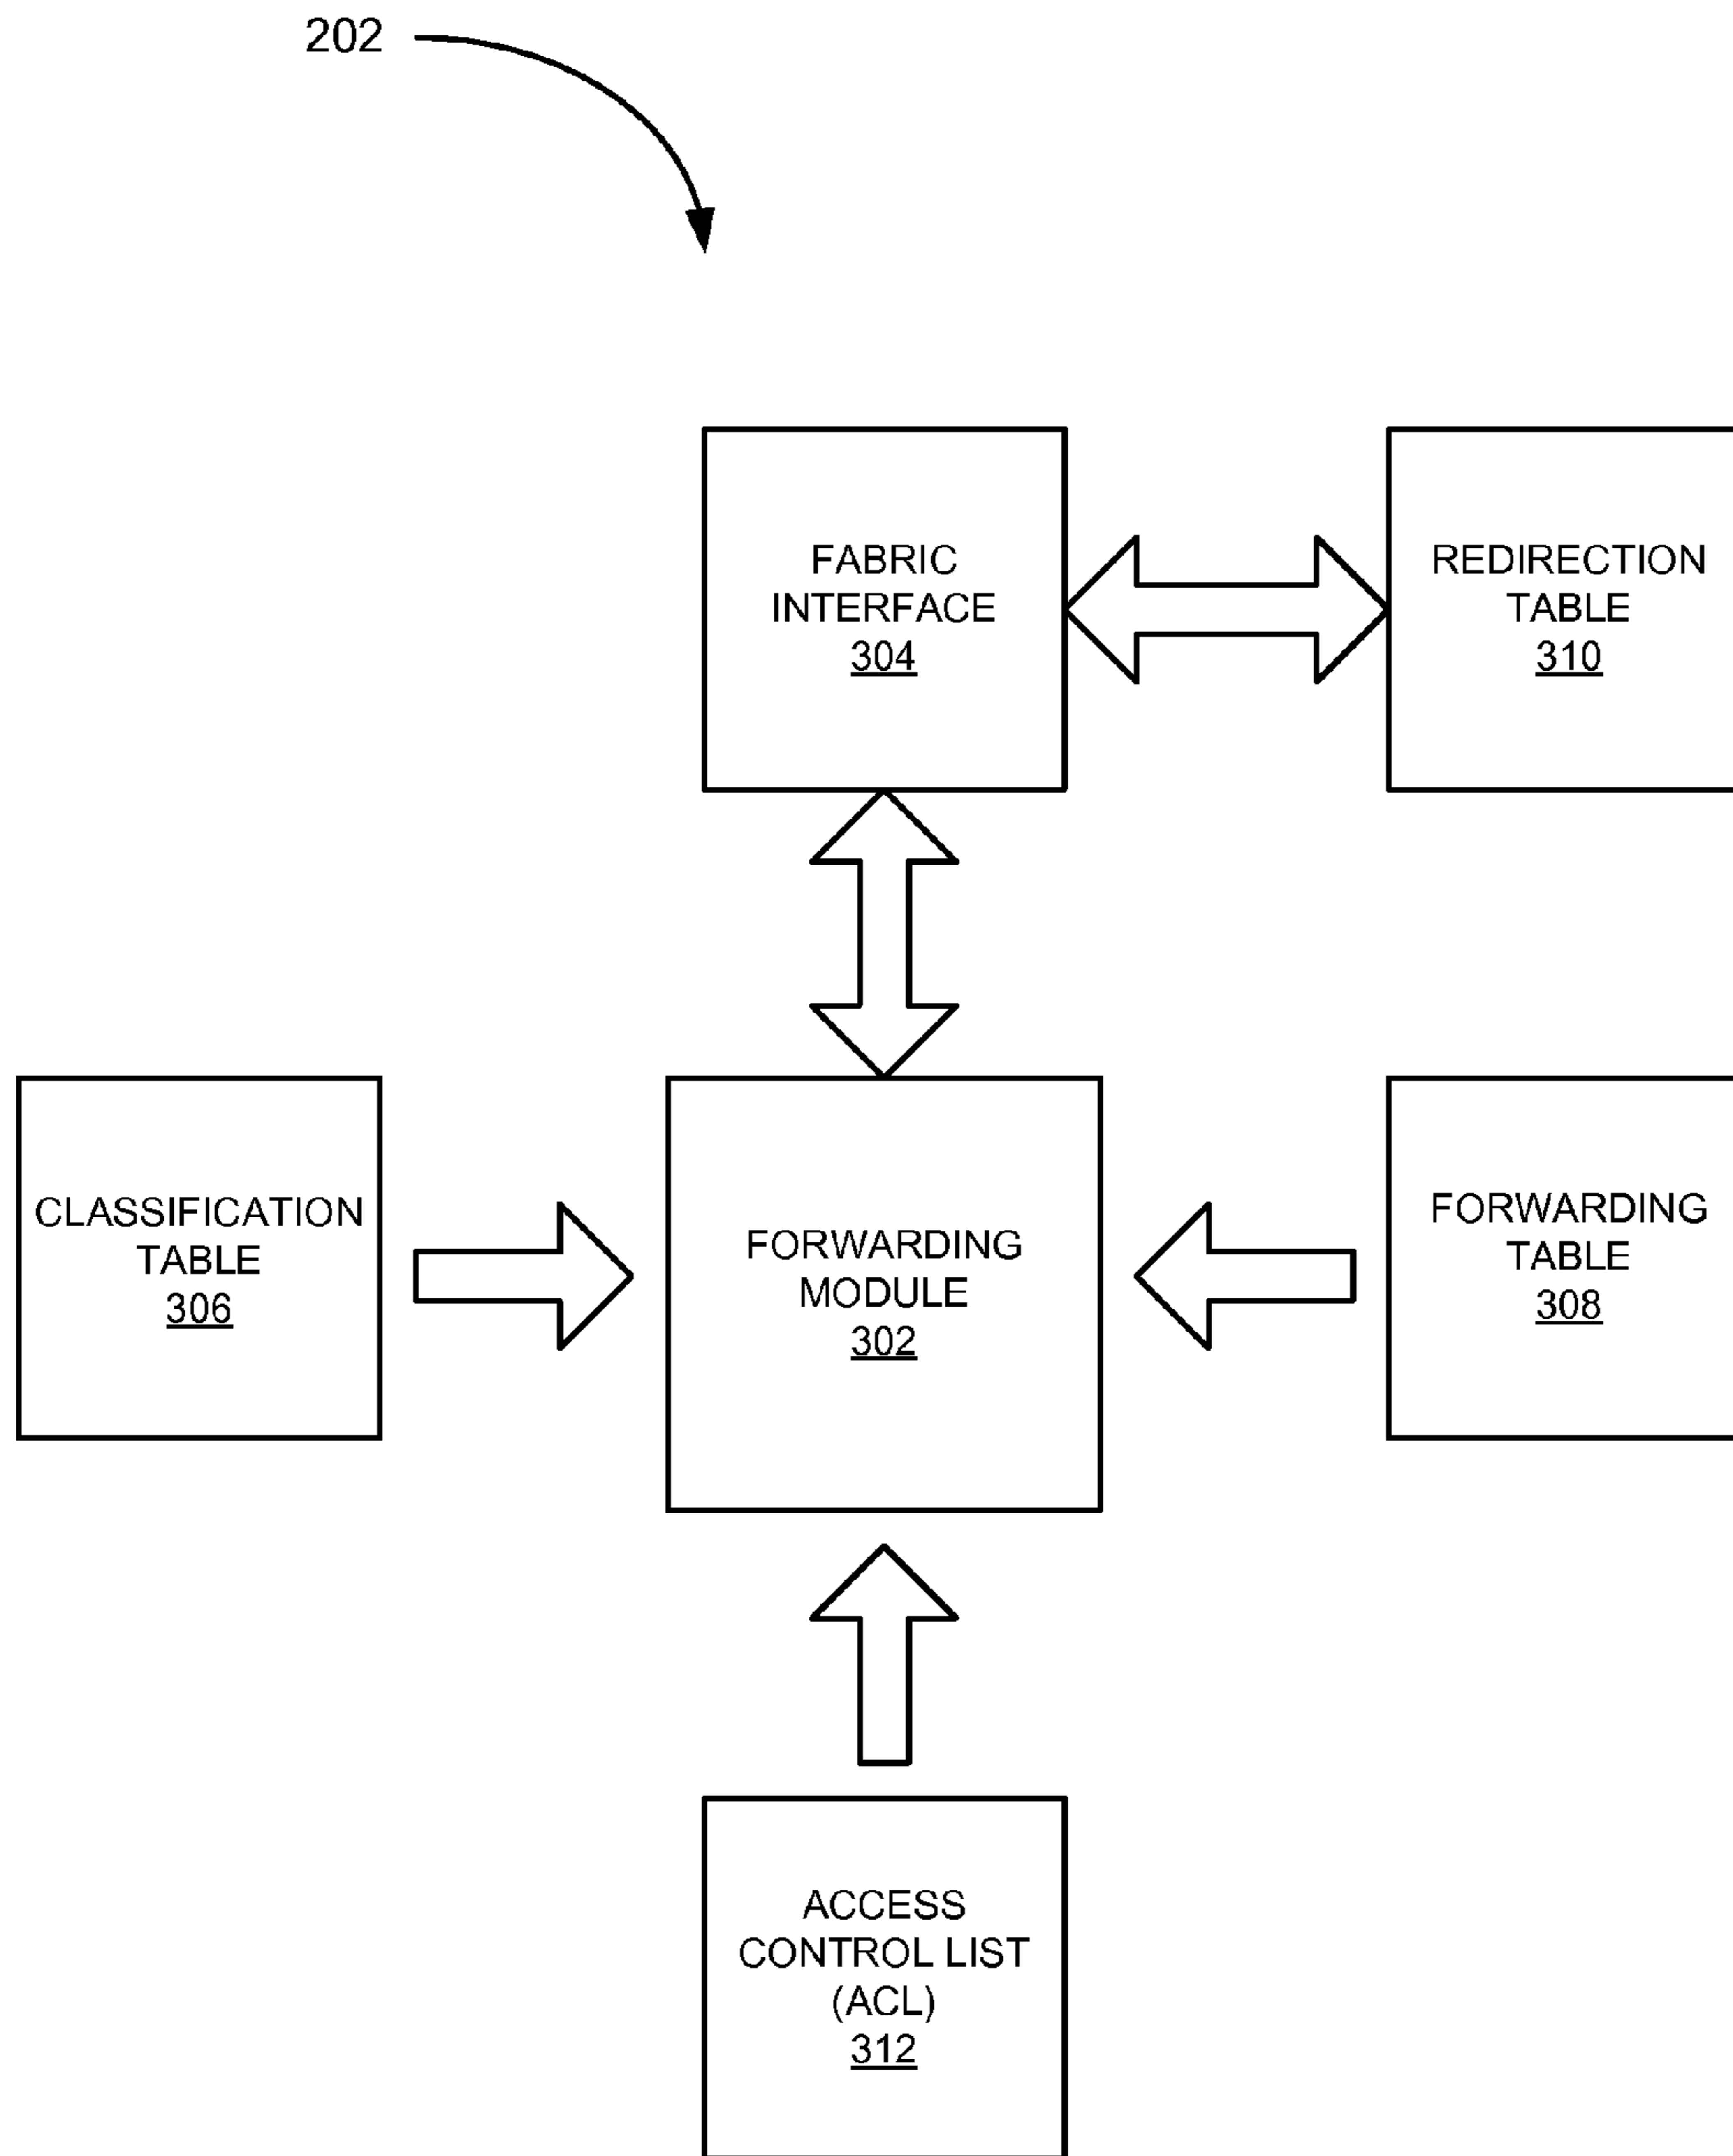 202
FABRIC
INTERFACE
304
REDIRECTION
TABLE
310
CLASSIFICATION
TABLE
306
FORWARDING
MODULE
302
FORWARDING
TABLE
308
ACCESS
CONTROL LIST
(ACL)
312